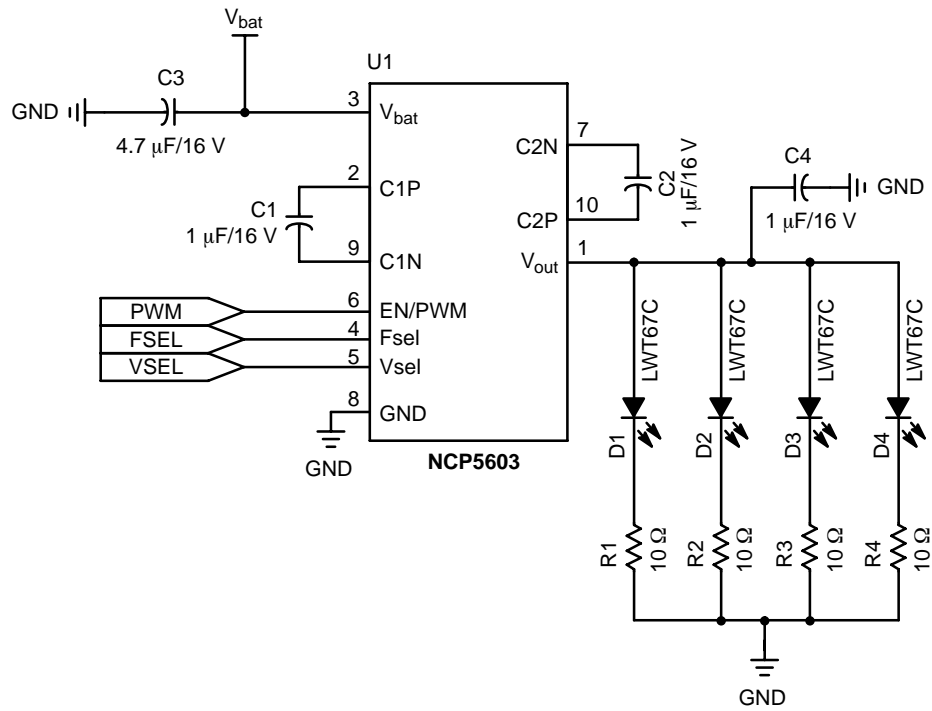 Vbat
U1
C3
GND
4.7 μF/16 V
3
Vbat
C2N
7
C2
1 μF/16 V
C2P
10
2
C1P
C1
1 μF/16 V
9
C1N
C4
GND
1 μF/16 V
Vout
1
PWM
6
EN/PWM
FSEL
4
Fsel
VSEL
5
Vsel
8
GND
GND
NCP5603
LWT67C
LWT67C
LWT67C
LWT67C
D1
D2
D3
D4
R1
10 Ω
R2
10 Ω
R3
10 Ω
R4
10 Ω
GND